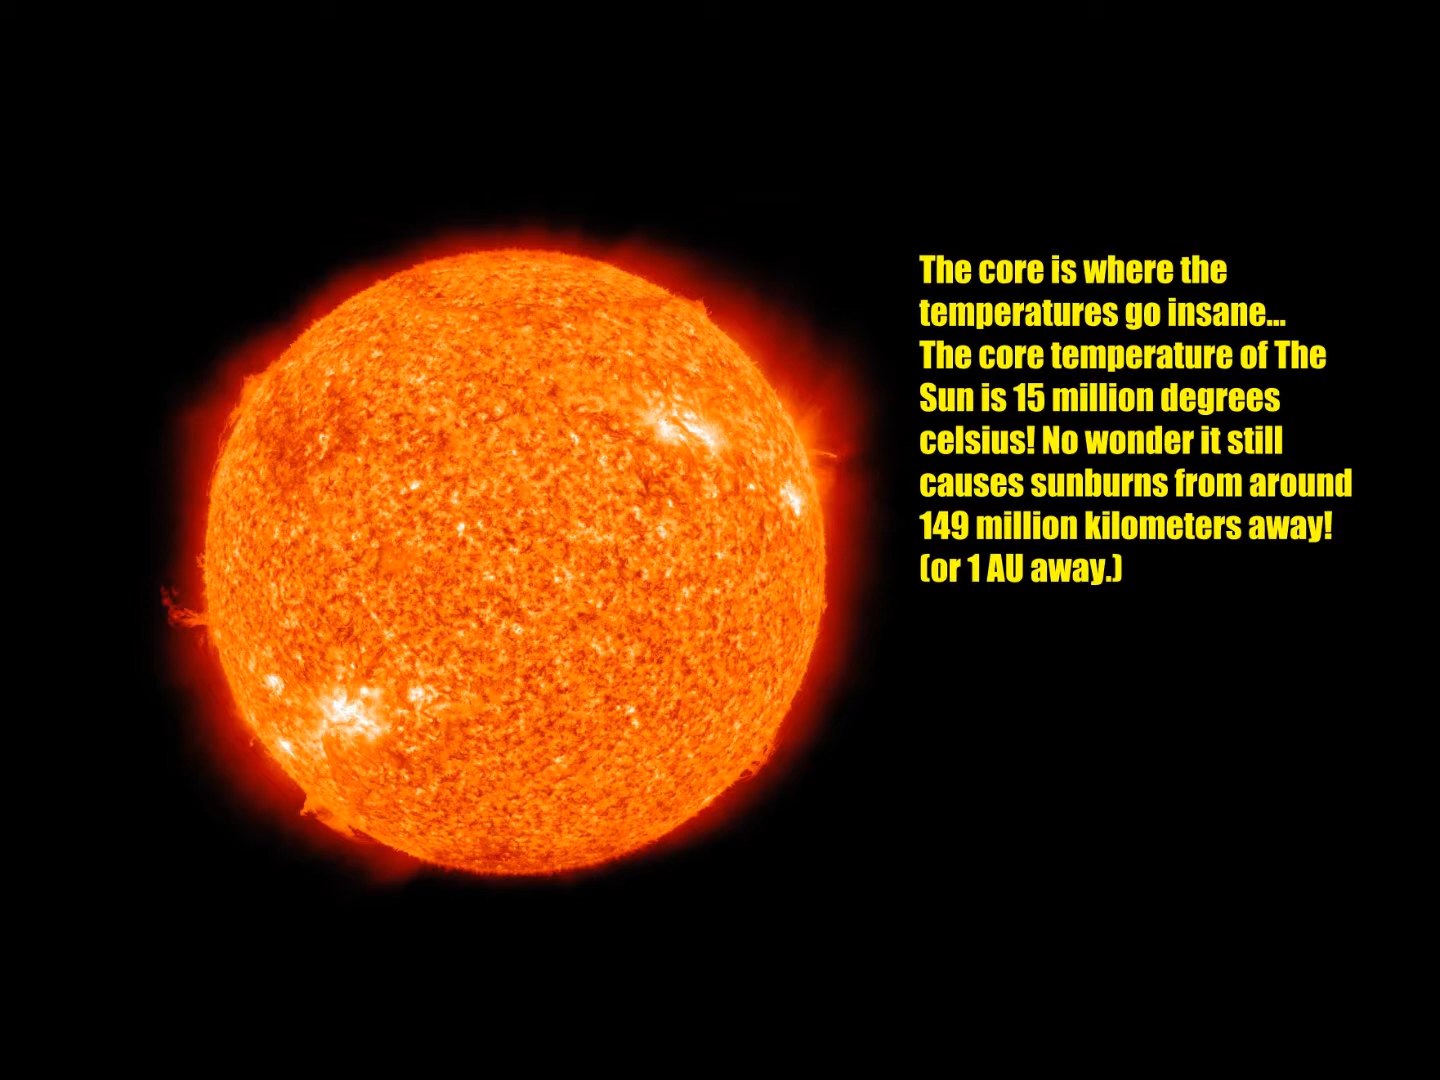 The core is where the
temperatures go insane...
The core temperature of The
Sun is 15 million degrees
celsius! No wonder it still
causes sunburns from around
149 million kilometers away!
(or 1 AU away.)